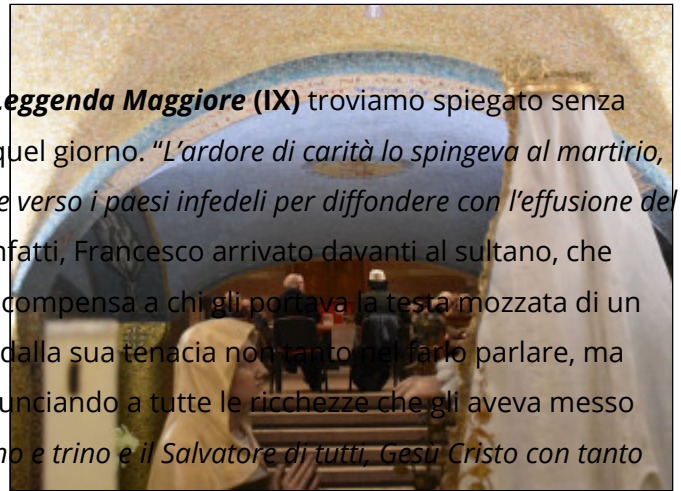 Leggenda Maggiore (IX) troviamo spiegato senza
quel giorno. “L’ardore di carità lo spingeva al martirio,
e verso i paesi infedeli per diffondere con l’effusione del
nfatti, Francesco arrivato davanti al sultano, che
compensa a chi gli portava la testa mozzata di un
dalla sua tenacia non tanto nel farlo parlare, ma
unciando a tutte le ricchezze che gli aveva messo
no e trino e il Salvatore di tutti, Gesù Cristo con tanto